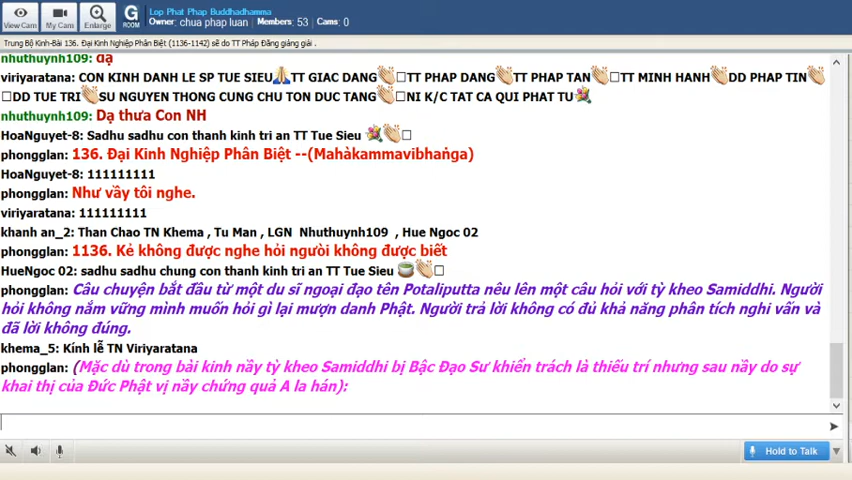 View Cam
My Cam
Enlarge
G
ROOM
Lop Phat Phap Buddhadhamma
Owner: chua phap luan Members: 53 Cams: 0
Trung Bộ Kinh-Bài 136. Đại Kinh Nghiệp Phân Biệt (1136-1142) sẽ do TT Pháp Đăng giảng giải .
nhuthuynh109: dạ
viriyaratana: CON KINH DANH LE SP TUE SIEU🙏TT GIAC DANG👏□TT PHAP DANG👏TT PHAP TAN👏□TT MINH HANH👏DD PHAP TIN👏
□DD TUE TRI👏SU NGUYEN THONG CUNG CHU TON DUC TANG👏□NI K/C TAT CA QUI PHAT TU💐
nhuthuynh109: Dạ thưa Con NH
HoaNguyet-8: Sadhu sadhu con thanh kinh tri an TT Tue Sieu 💐👏□
phongglan: 136. Đại Kinh Nghiệp Phân Biệt --(Mahàkammavibhaṅga)
HoaNguyet-8: 111111111
phongglan: Như vầy tôi nghe.
viriyaratana: 111111111
khanh an_2: Than Chao TN Khema , Tu Man , LGN Nhuthuynh109 , Hue Ngoc 02
phongglan: 1136. Kẻ không được nghe hỏi người không được biết
HueNgoc 02: sadhu sadhu chung con thanh kinh tri an TT Tue Sieu 🍵👏□
phongglan: Câu chuyện bắt đầu từ một du sĩ ngoại đạo tên Potaliputta nêu lên một câu hỏi với tỳ kheo Samiddhi. Người
hỏi không nắm vững mình muốn hỏi gì lại mượn danh Phật. Người trả lời không có đủ khả năng phân tích nghi vấn và
đã lời không đúng.
khema_5: Kính lễ TN Viriyaratana
phongglan: (Mặc dù trong bài kinh nầy tỳ kheo Samiddhi bị Bậc Đạo Sư khiển trách là thiếu trí nhưng sau nầy do sự
khai thị của Đức Phật vị nầy chứng quả A la hán):
Hold to Talk